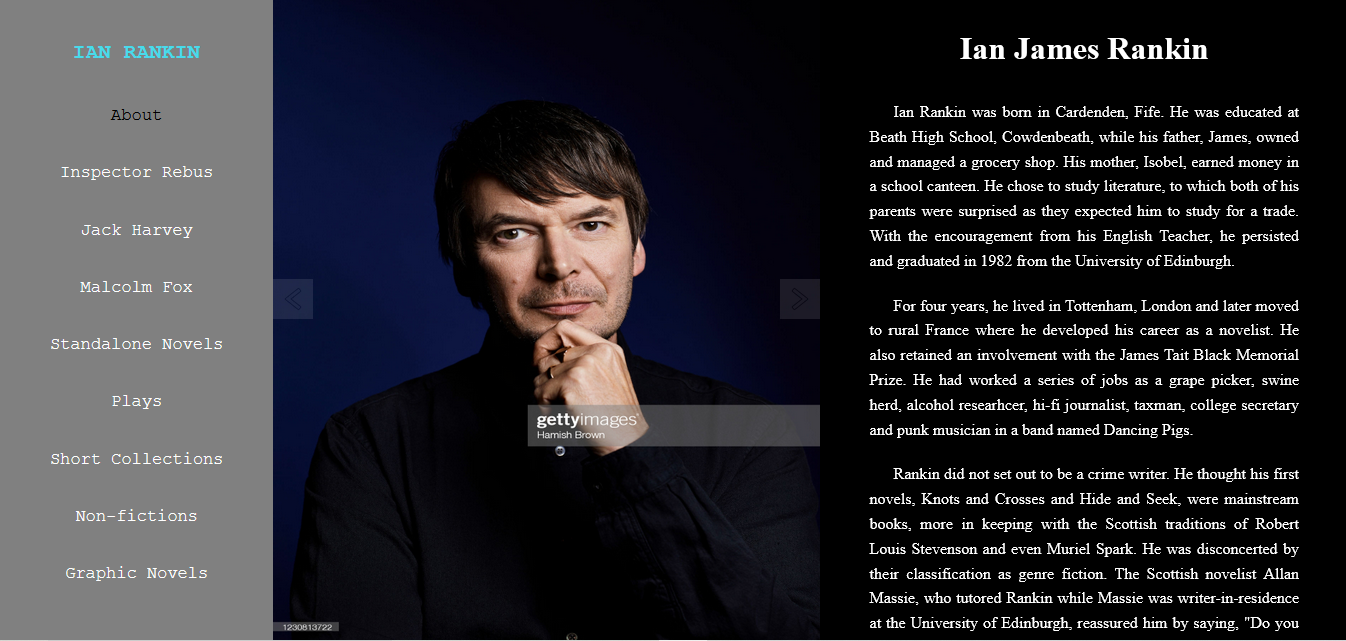 IAN RANKIN
About
Inspector Rebus
Jack Harvey
Malcolm Fox
Standalone Novels
Plays
Short Collections
Non-fictions
Graphic Novels
gettyimages®
Hamish Brown
1230813722
Ian James Rankin
Ian Rankin was born in Cardenden, Fife. He was educated at
Beath High School, Cowdenbeath, while his father, James, owned
and managed a grocery shop. His mother, Isobel, earned money in
a school canteen. He chose to study literature, to which both of his
parents were surprised as they expected him to study for a trade.
With the encouragement from his English Teacher, he persisted
and graduated in 1982 from the University of Edinburgh.
For four years, he lived in Tottenham, London and later moved
to rural France where he developed his career as a novelist. He
also retained an involvement with the James Tait Black Memorial
Prize. He had worked a series of jobs as a grape picker, swine
herd, alcohol researhcer, hi-fi journalist, taxman, college secretary
and punk musician in a band named Dancing Pigs.
Rankin did not set out to be a crime writer. He thought his first
novels, Knots and Crosses and Hide and Seek, were mainstream
books, more in keeping with the Scottish traditions of Robert
Louis Stevenson and even Muriel Spark. He was disconcerted by
their classification as genre fiction. The Scottish novelist Allan
Massie, who tutored Rankin while Massie was writer-in-residence
at the University of Edinburgh, reassured him by saying, "Do you